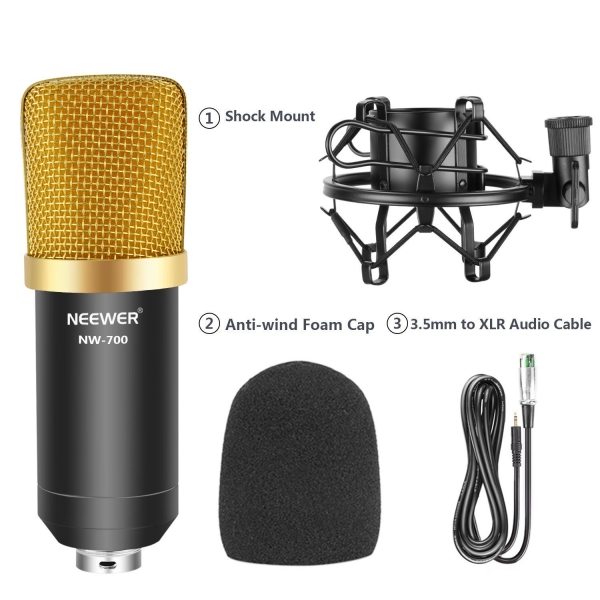 ① Shock Mount
NEEWER®
NW-700
② Anti-wind Foam Cap
③ 3.5mm to XLR Audio Cable